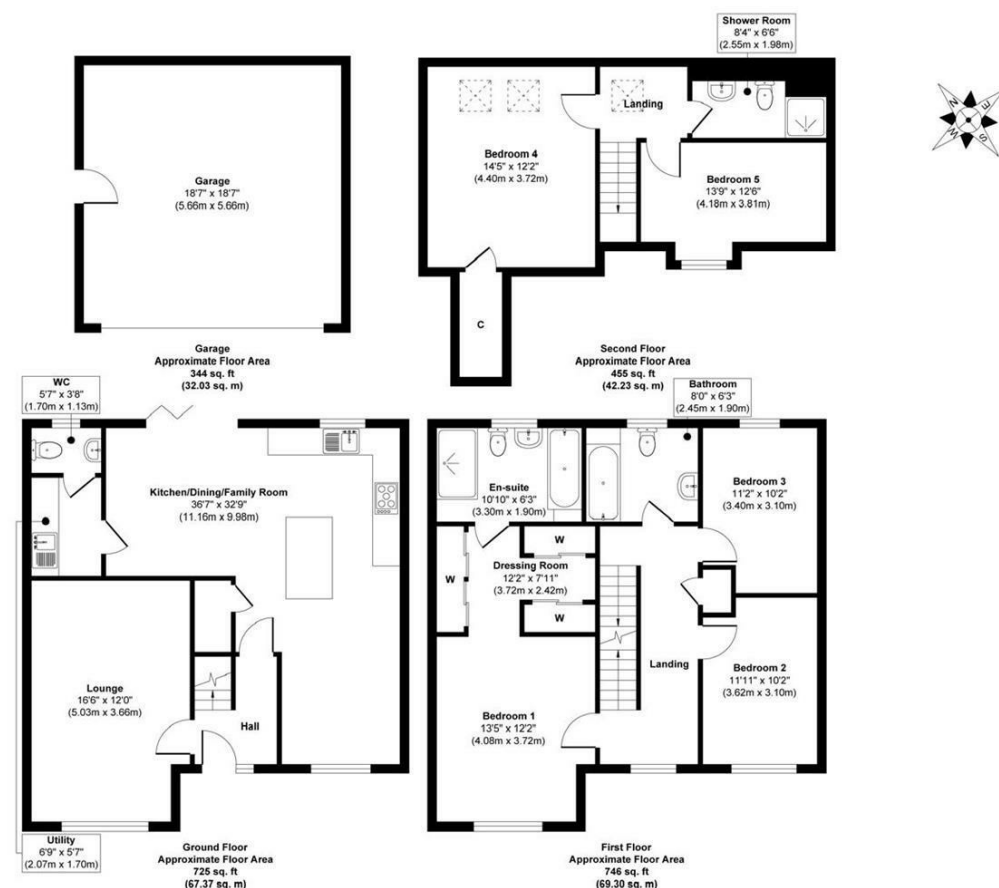 Shower Room
8'4" x 6'6"
(2.55m x 1.98m)
Landing
Garage
18'7" x 18'7"
(5.66m x 5.66m)
Bedroom 4
14'5" x 12'2"
(4.40m x 3.72m)
Bedroom 5
13'9" x 12'6"
(4.18m x 3.81m)
N
E
S
W
C
Garage
Approximate Floor Area
344 sq. ft
(32.03 sq. m)
Second Floor
Approximate Floor Area
455 sq. ft
(42.23 sq. m)
WC
5'7" x 3'8"
(1.70m x 1.13m)
Bathroom
8'0" x 6'3"
(2.45m x 1.90m)
Kitchen/Dining/Family Room
36'7" x 32'9"
(11.16m x 9.98m)
En-suite
10'10" x 6'3"
(3.30m x 1.90m)
Bedroom 3
11'2" x 10'2"
(3.40m x 3.10m)
W
W
Dressing Room
12'2" x 7'11"
(3.72m x 2.42m)
W
Lounge
16'6" x 12'0"
(5.03m x 3.66m)
Hall
Bedroom 1
13'5" x 12'2"
(4.08m x 3.72m)
Landing
Bedroom 2
11'11" x 10'2"
(3.62m x 3.10m)
Utility
6'9" x 5'7"
(2.07m x 1.70m)
Ground Floor
Approximate Floor Area
725 sq. ft
(67.37 sq. m)
First Floor
Approximate Floor Area
746 sq. ft
(69.30 sq. m)